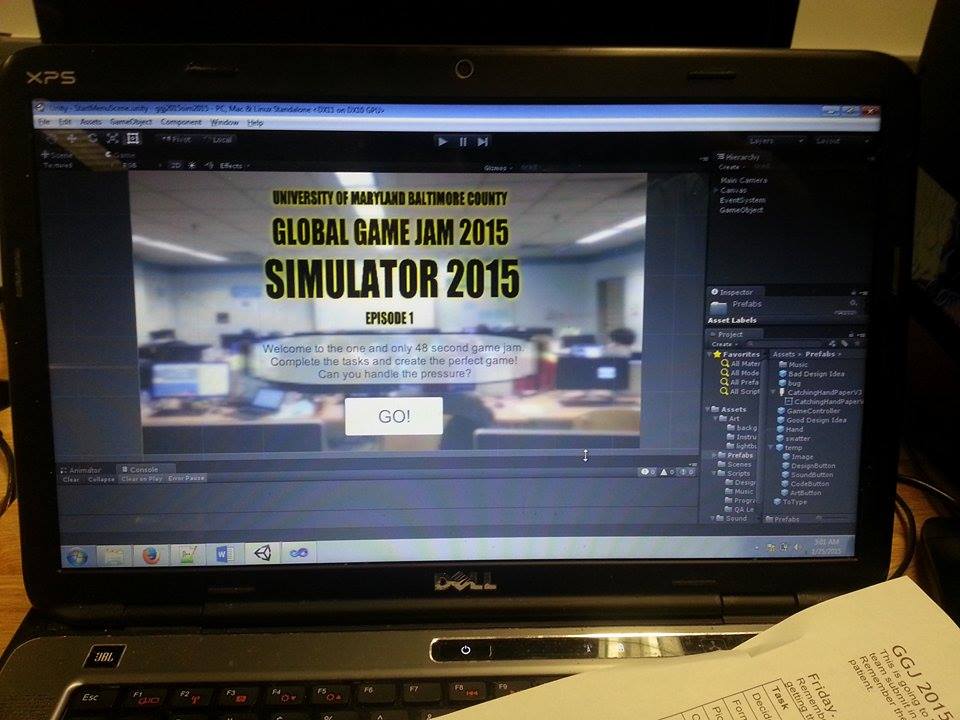 XPS
Unity - StartMenuScene.unity - ggj2015sim2015 - PC, Mac & Linux Standalone <DX11 on DX10 GPU>
File Edit Assets GameObject Component Window Help
Pivot Local
Layers Layout
Scene Game
Textured RGB 2D Effects Gizmos
Hierarchy
Create
Main Camera
Canvas
EventSystem
GameObject
UNIVERSITY OF MARYLAND BALTIMORE COUNTY
GLOBAL GAME JAM 2015
SIMULATOR 2015
EPISODE 1
Welcome to the one and only 48 second game jam.
Complete the tasks and create the perfect game!
Can you handle the pressure?
GO!
Inspector
Prefabs
Asset Labels
Project
Create
Favorites
All Mater
All Mode
All Prefa
All Script
Assets
Art
backg
Instru
lightb
Prefabs
Scenes
Scripts
Design
Music
Progra
QA Le
Sound
Assets ▸ Prefabs ▸
Music
Bad Design Idea
bug
CatchingHandPaperV3
CatchingHandPaperV
GameController
Good Design Idea
Hand
swatter
temp
Image
DesignButton
SoundButton
CodeButton
ArtButton
ToType
Prefabs
Animator Console
Clear Collapse Clear on Play Error Pause
0 0 0
3:01 AM
1/25/2015
DELL
JBL
Esc F1 F2 F3 F4 F5 F6 F7 F8 F9
GGJ 2015
This is going to
team submit in
Remember th
patient.
Friday,
Rememb
getting
Task
Deci
Form